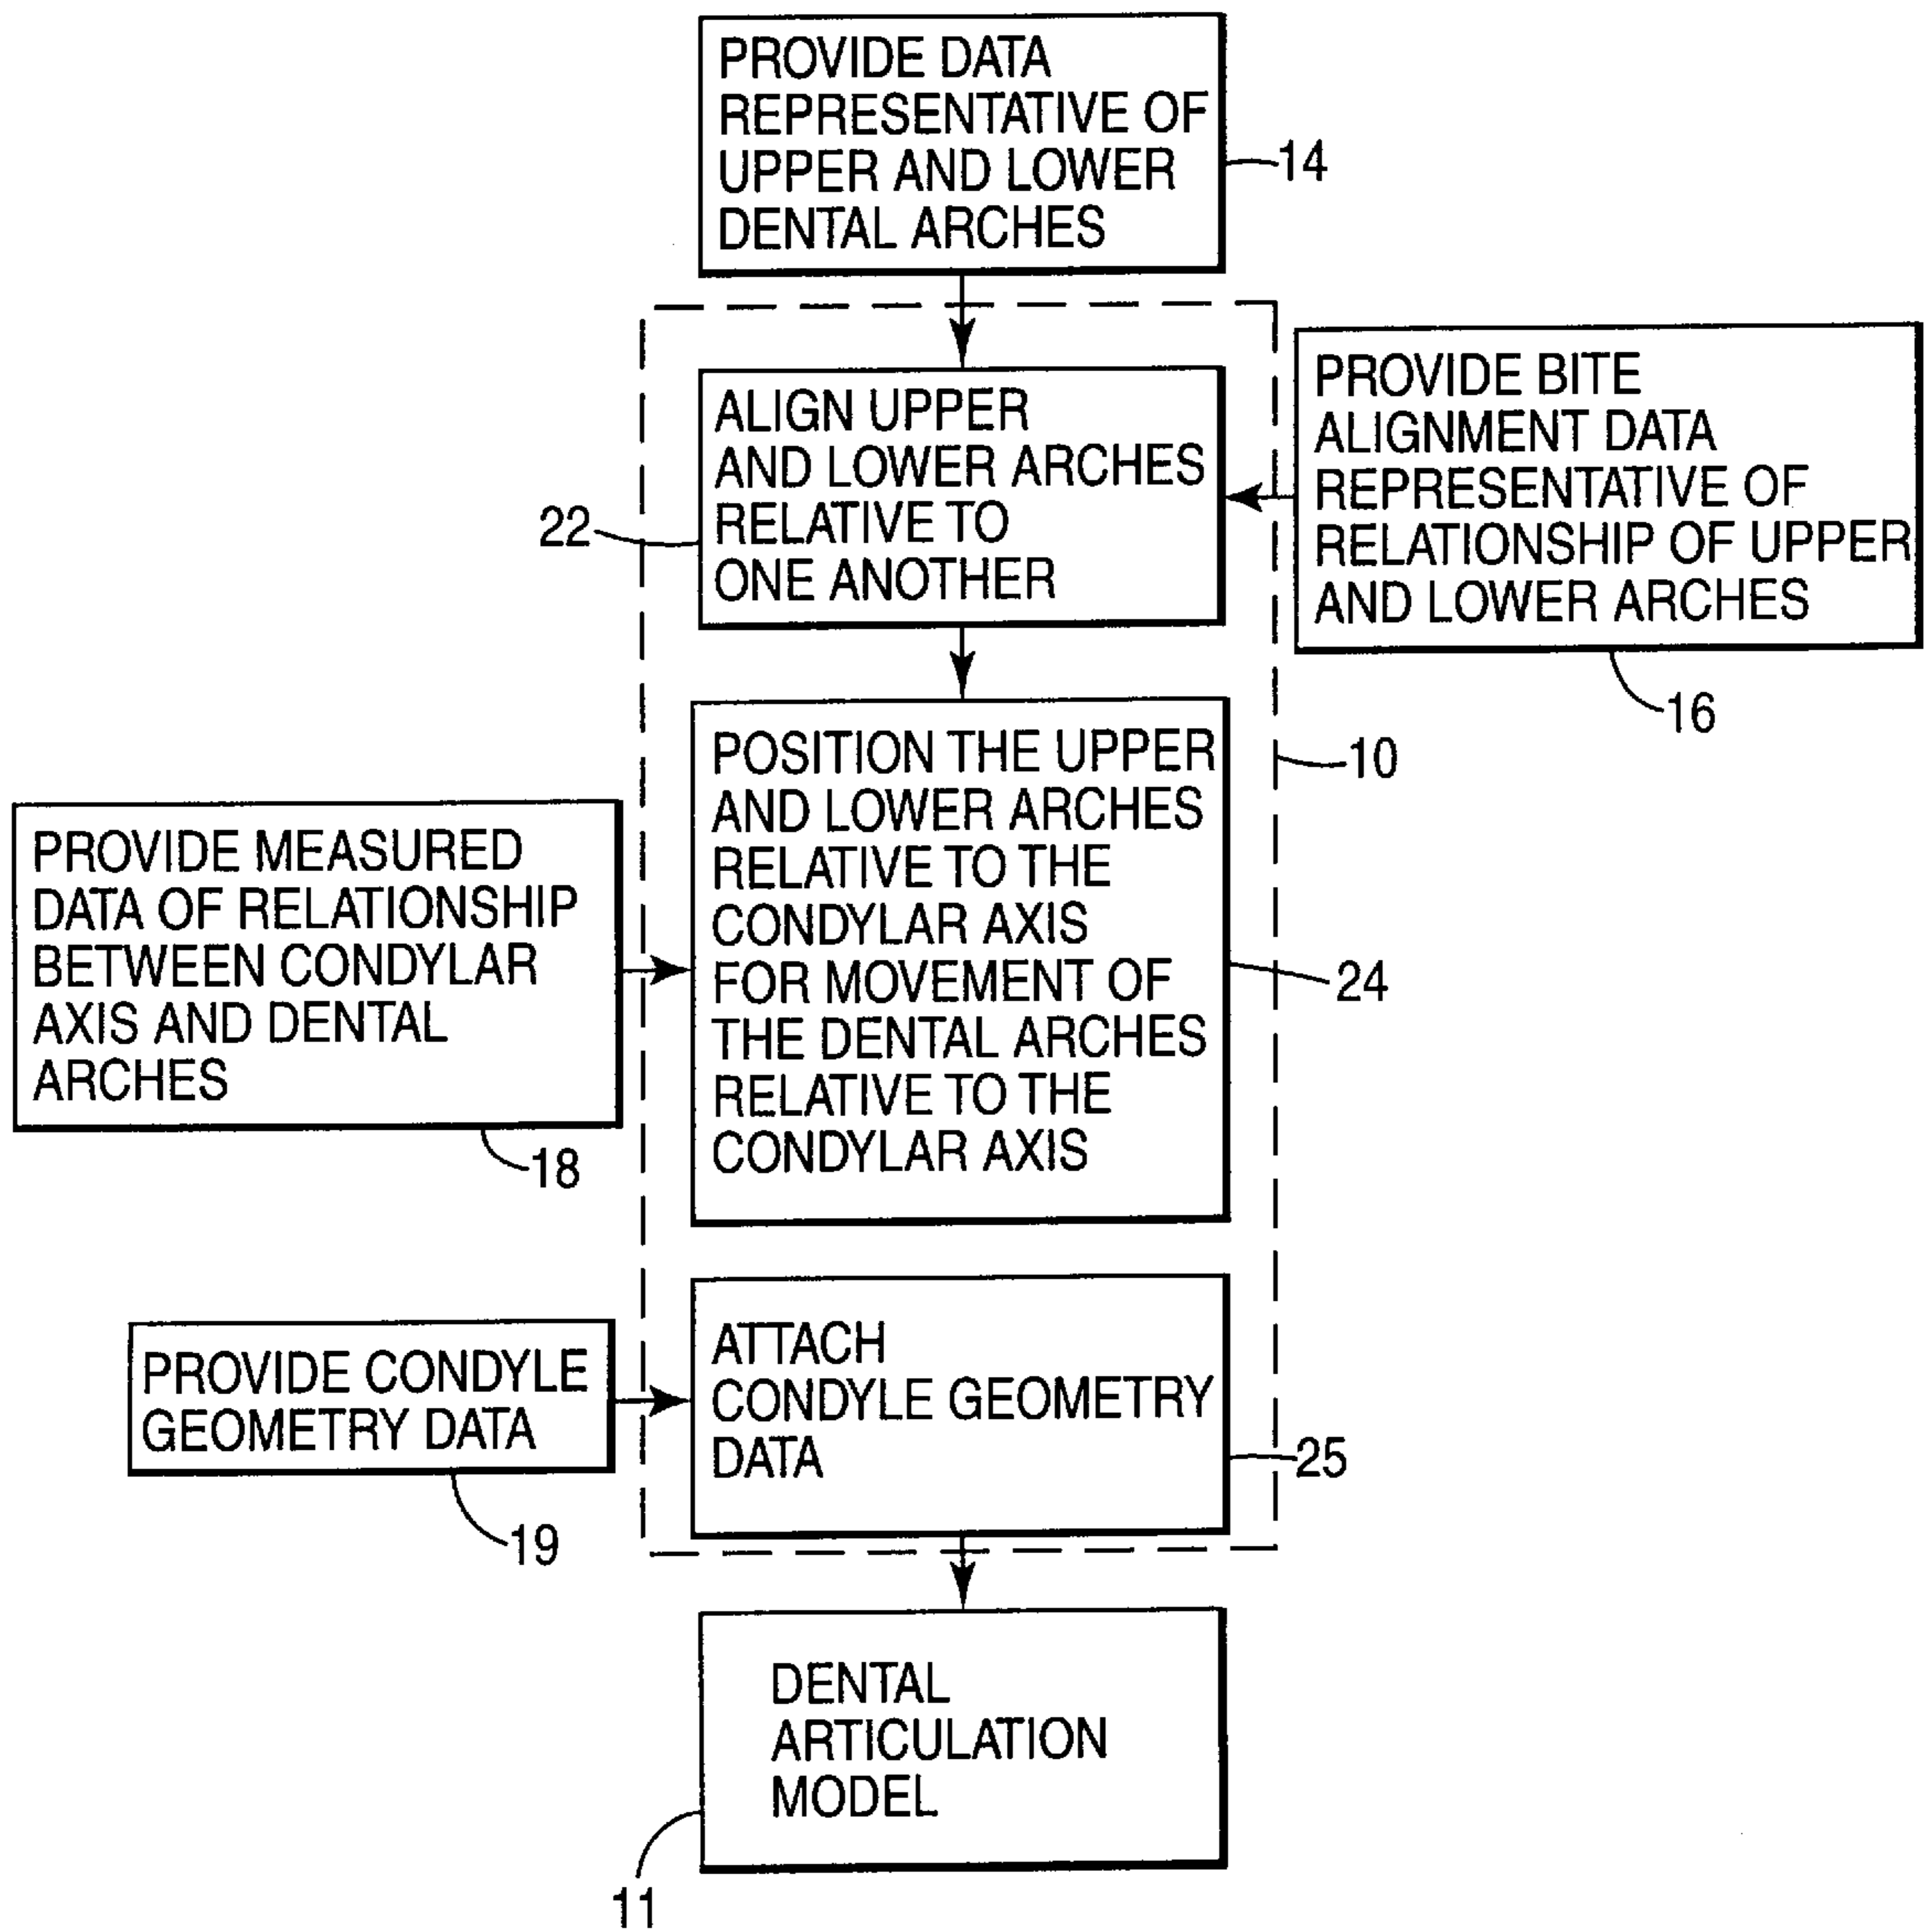 PROVIDE DATA
REPRESENTATIVE OF
UPPER AND LOWER
DENTAL ARCHES
14
ALIGN UPPER
AND LOWER ARCHES
RELATIVE TO
ONE ANOTHER
22
PROVIDE BITE
ALIGNMENT DATA
REPRESENTATIVE OF
RELATIONSHIP OF UPPER
AND LOWER ARCHES
16
10
POSITION THE UPPER
AND LOWER ARCHES
RELATIVE TO THE
CONDYLAR AXIS
FOR MOVEMENT OF
THE DENTAL ARCHES
RELATIVE TO THE
CONDYLAR AXIS
24
PROVIDE MEASURED
DATA OF RELATIONSHIP
BETWEEN CONDYLAR
AXIS AND DENTAL
ARCHES
18
PROVIDE CONDYLE
GEOMETRY DATA
19
ATTACH
CONDYLE GEOMETRY
DATA
25
DENTAL
ARTICULATION
MODEL
11